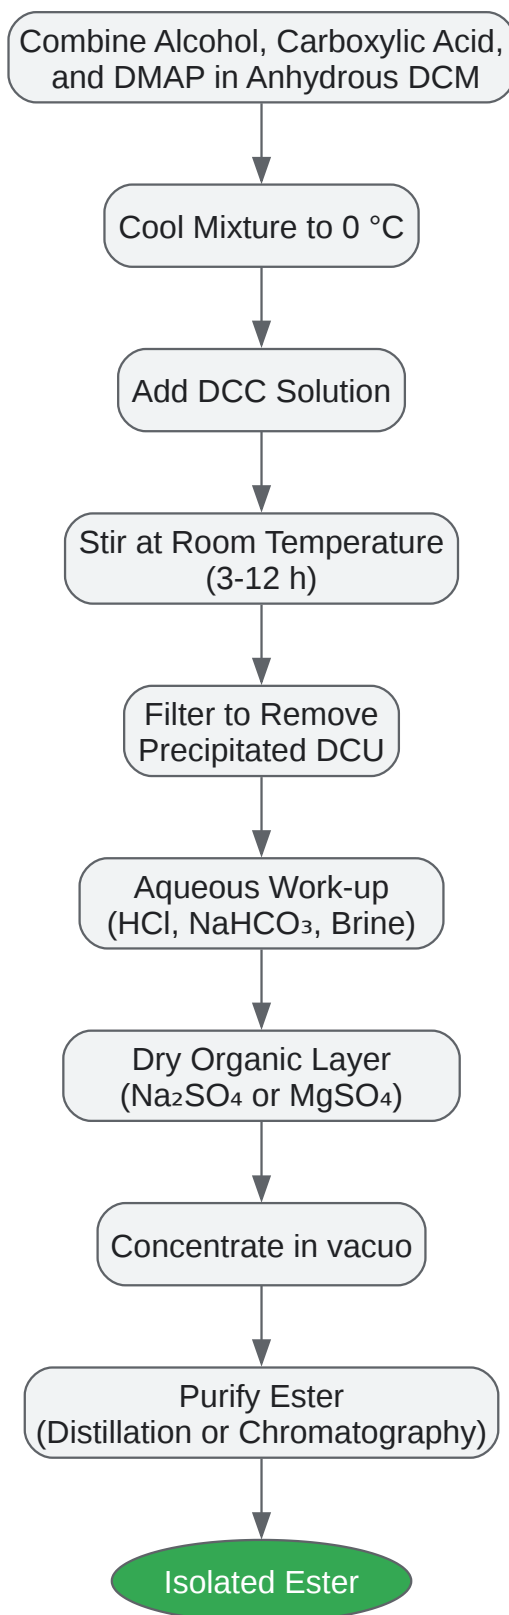 Combine Alcohol, Carboxylic Acid,
and DMAP in Anhydrous DCM
Cool Mixture to 0 °C
Add DCC Solution
Stir at Room Temperature
(3-12 h)
Filter to Remove
Precipitated DCU
Aqueous Work-up
(HCl, NaHCO₃, Brine)
Dry Organic Layer
(Na₂SO₄ or MgSO₄)
Concentrate in vacuo
Purify Ester
(Distillation or Chromatography)
Isolated Ester